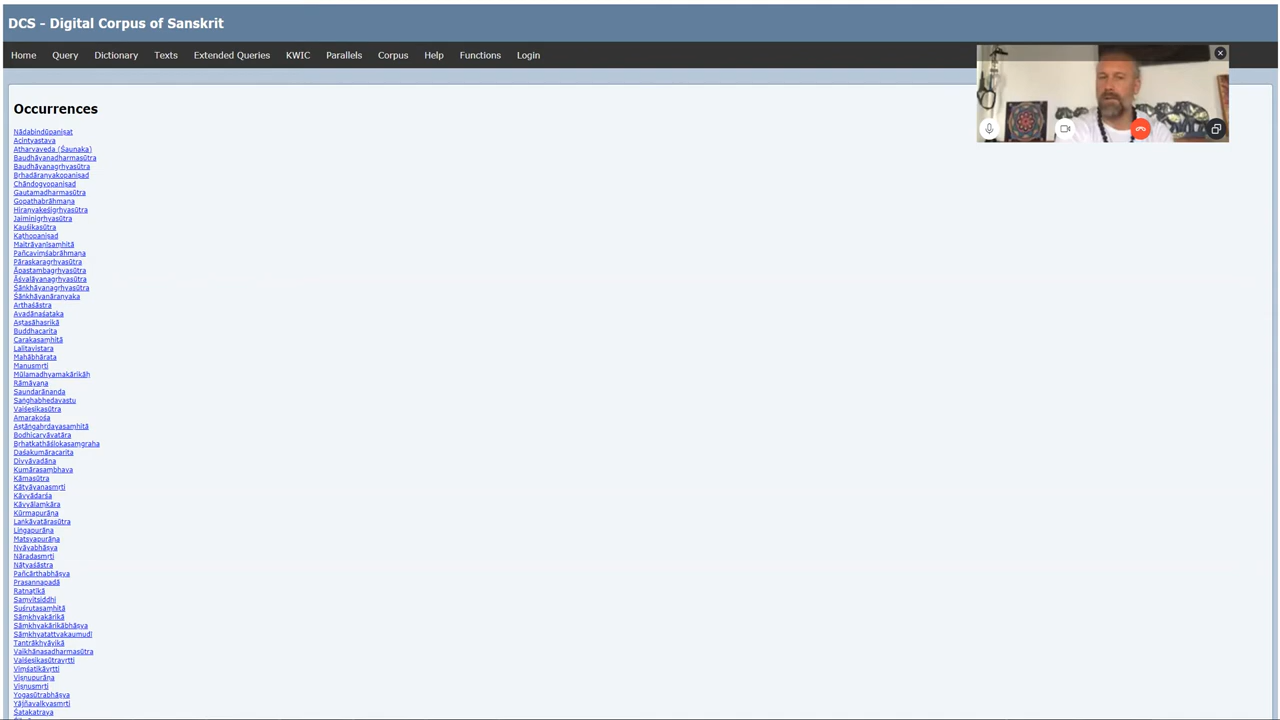 DCS - Digital Corpus of Sanskrit
Home Query Dictionary Texts Extended Queries KWIC Parallels Corpus Help Functions Login
Occurrences
Nādabindūpaniṣat
Acintyastava
Atharvaveda (Śaunaka)
Baudhāyanadharmasūtra
Baudhāyanagṛhyasūtra
Bṛhadāraṇyakopaniṣad
Chāndogyopaniṣad
Gautamadharmasūtra
Gopathabrāhmaṇa
Hiraṇyakeśigṛhyasūtra
Jaiminigṛhyasūtra
Kauśikasūtra
Kaṭhopaniṣad
Maitrāyaṇīsaṃhitā
Pañcaviṃśabrāhmaṇa
Pāraskaragṛhyasūtra
Āpastambagṛhyasūtra
Āśvalāyanagṛhyasūtra
Śāṅkhāyanagṛhyasūtra
Śāṅkhāyanāraṇyaka
Arthaśāstra
Avadānaśataka
Aṣṭasāhasrikā
Buddhacarita
Carakasaṃhitā
Lalitavistara
Mahābhārata
Manusmṛti
Mūlamadhyamakārikāḥ
Rāmāyaṇa
Saundarānanda
Saṅghabhedavastu
Vaiśeṣikasūtra
Amarakośa
Aṣṭāṅgahṛdayasaṃhitā
Bodhicaryāvatāra
Bṛhatkathāślokasaṃgraha
Daśakumāracarita
Divyāvadāna
Kumārasaṃbhava
Kāmasūtra
Kātyāyanasmṛti
Kāvyādarśa
Kāvyālaṃkāra
Kūrmapurāṇa
Laṅkāvatārasūtra
Liṅgapurāṇa
Matsyapurāṇa
Nyāyabhāṣya
Nāradasmṛti
Nāṭyaśāstra
Pañcārthabhāṣya
Prasannapadā
Ratnaṭīkā
Saṃvitsiddhi
Suśrutasaṃhitā
Sāṃkhyakārikā
Sāṃkhyakārikābhāṣya
Sāṃkhyatattvakaumudī
Tantrākhyāyikā
Vaikhānasadharmasūtra
Vaiśeṣikasūtravṛtti
Viṃśatikāvṛtti
Viṣṇupurāṇa
Viṣṇusmṛti
Yogasūtrabhāṣya
Yājñavalkyasmṛti
Śatakatraya